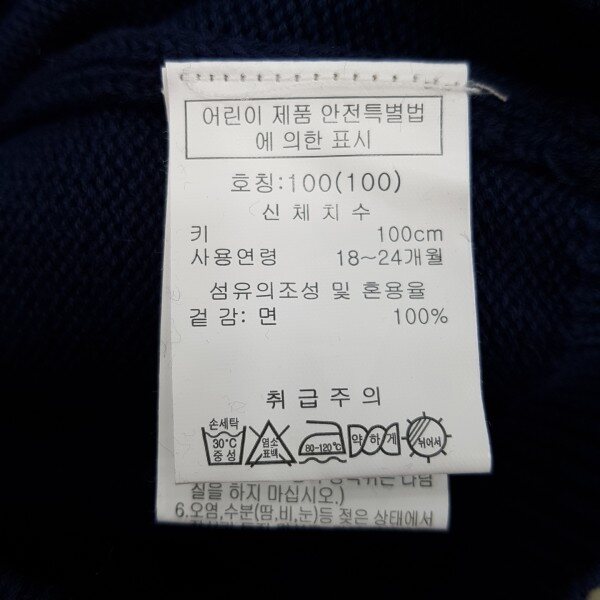 어린이 제품 안전특별법
에 의한 표시
호칭:100(100)
신 체 치 수
키 100cm
사용연령 18~24개월
섬유의조성 및 혼용율
겉 감: 면 100%
취 급 주 의
손세탁
30℃
중성
염소
표백
80-120℃
약하게
뉘어서
질을 하지 마십시오.)
6.오염,수분(땀,비,눈)등 젖은 상태에서